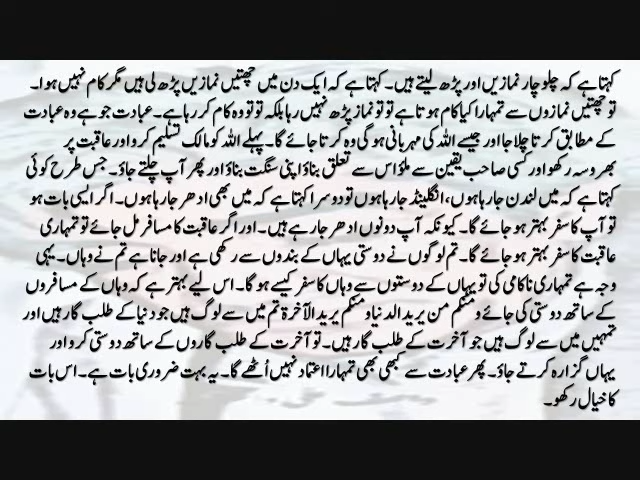 کہتا ہے کہ چلو چار نمازیں اور پڑھ لیتے ہیں۔ کہتا ہے کہ ایک دن میں چھتیس نمازیں پڑھ لی ہیں مگر کام نہیں ہوا۔
تو چھتیس نمازوں سے تمہارا کیا کام ہوتا ہے تو تو نماز پڑھ نہیں رہا بلکہ تو تو وہ کام کر رہا ہے۔ عبادت جو ہے وہ عبادت
کے مطابق کرتا چلا جا اور جیسے اللہ کی مہربانی ہوگی وہ کرتا جائے گا۔ پہلے اللہ کو مالک تسلیم کرو اور عاقبت پر
بھروسہ رکھو اور کسی صاحب یقین سے ملو اس سے تعلق بناؤ اپنی سنگت بناؤ اور پھر آپ چلتے جاؤ۔ جس طرح کوئی
کہتا ہے کہ میں لندن جا رہا ہوں، انگلینڈ جا رہا ہوں تو دوسرا کہتا ہے کہ میں بھی ادھر جا رہا ہوں۔ اگر ایسی بات ہو
تو آپ کا سفر بہتر ہو جائے گا۔ کیونکہ آپ دونوں ادھر جا رہے ہیں۔ اور اگر عاقبت کا مسافر مل جائے تو تمہاری
عاقبت کا سفر بہتر ہو جائے گا۔ تم لوگوں نے دوستی یہاں کے بندوں سے رکھی ہے اور جانا ہے تم نے وہاں۔ یہی
وجہ ہے تمہاری ناکامی کی تو یہاں کے دوستوں سے وہاں کا سفر کیسے ہو گا۔ اس لیے بہتر ہے کہ وہاں کے مسافروں
کے ساتھ دوستی کی جائے ومنکم من یرید الدنیا و منکم یرید الآخرۃ تم میں سے لوگ ہیں جو دنیا کے طلب گار ہیں اور
تمہیں میں سے لوگ ہیں جو آخرت کے طلب گار ہیں۔ تو آخرت کے طلب گاروں کے ساتھ دوستی کرو اور
یہاں گزارہ کرتے جاؤ۔ پھر عبادت سے کبھی بھی تمہارا اعتماد نہیں اُٹھے گا۔ یہ بہت ضروری بات ہے۔ اس بات
کا خیال رکھو۔